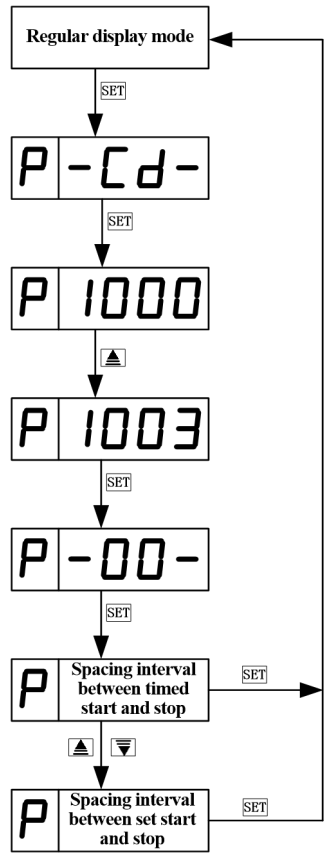 Regular display mode
SET
P -Cd-
SET
P 1000
P 1003
SET
P -00-
SET
P Spacing interval
between timed
start and stop
SET
P Spacing interval
between set start
and stop
SET